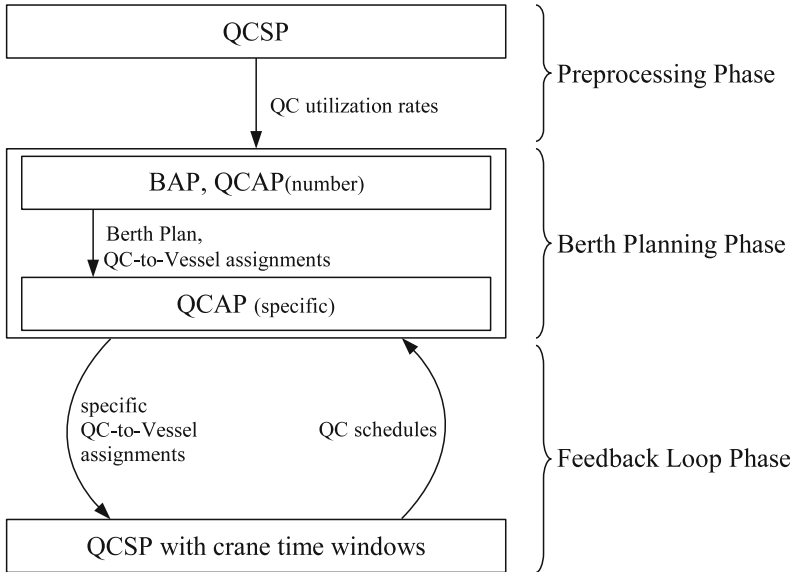 QCSP
QC utilization rates
Preprocessing Phase
BAP, QCAP(number)
Berth Plan,
QC-to-Vessel assignments
QCAP (specific)
Berth Planning Phase
specific
QC-to-Vessel
assignments
QC schedules
Feedback Loop Phase
QCSP with crane time windows